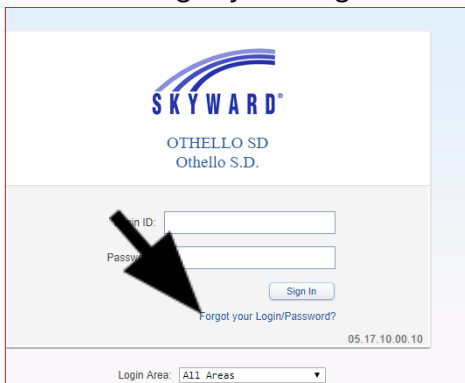 SKYWARD®
OTHELLO SD
Othello S.D.
ID:
Sign In
Forgot your Login/Password?
05.17.10.00.10
Login Area: All Areas